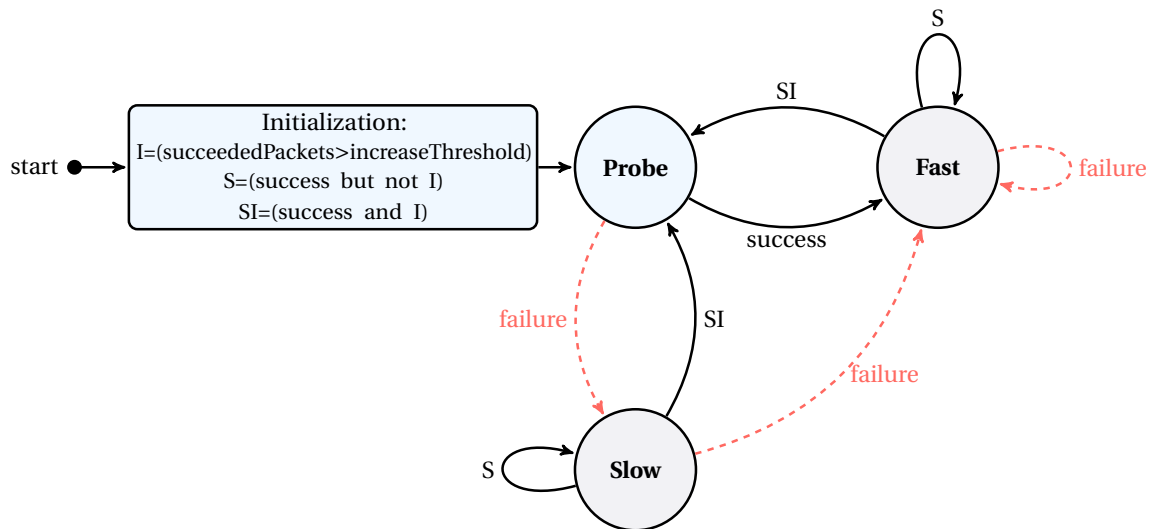 S
SI
Initialization:
start
I=(succeededPackets>increaseThreshold)
Probe
Fast
failure
S=(success but not I)
SI=(success and I)
success
failure
SI
failure
S
Slow